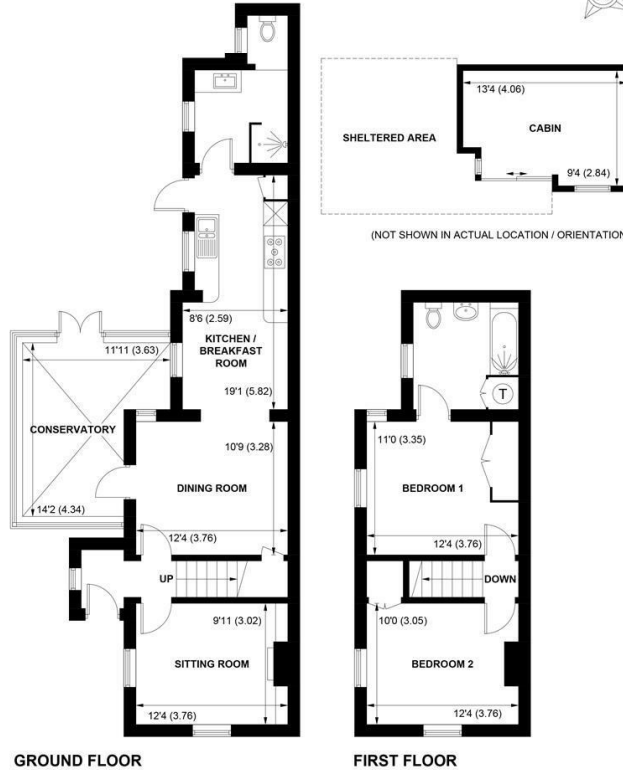 13'4 (4.06)
SHELTERED AREA
CABIN
9'4 (2.84)
(NOT SHOWN IN ACTUAL LOCATION / ORIENTATION
8'6 (2.59)
KITCHEN /
BREAKFAST
ROOM
19'1 (5.82)
11'11 (3.63)
CONSERVATORY
14'2 (4.34)
10'9 (3.28)
DINING ROOM
12'4 (3.76)
UP
9'11 (3.02)
SITTING ROOM
12'4 (3.76)
T
11'0 (3.35)
BEDROOM 1
12'4 (3.76)
DOWN
10'0 (3.05)
BEDROOM 2
12'4 (3.76)
GROUND FLOOR
FIRST FLOOR